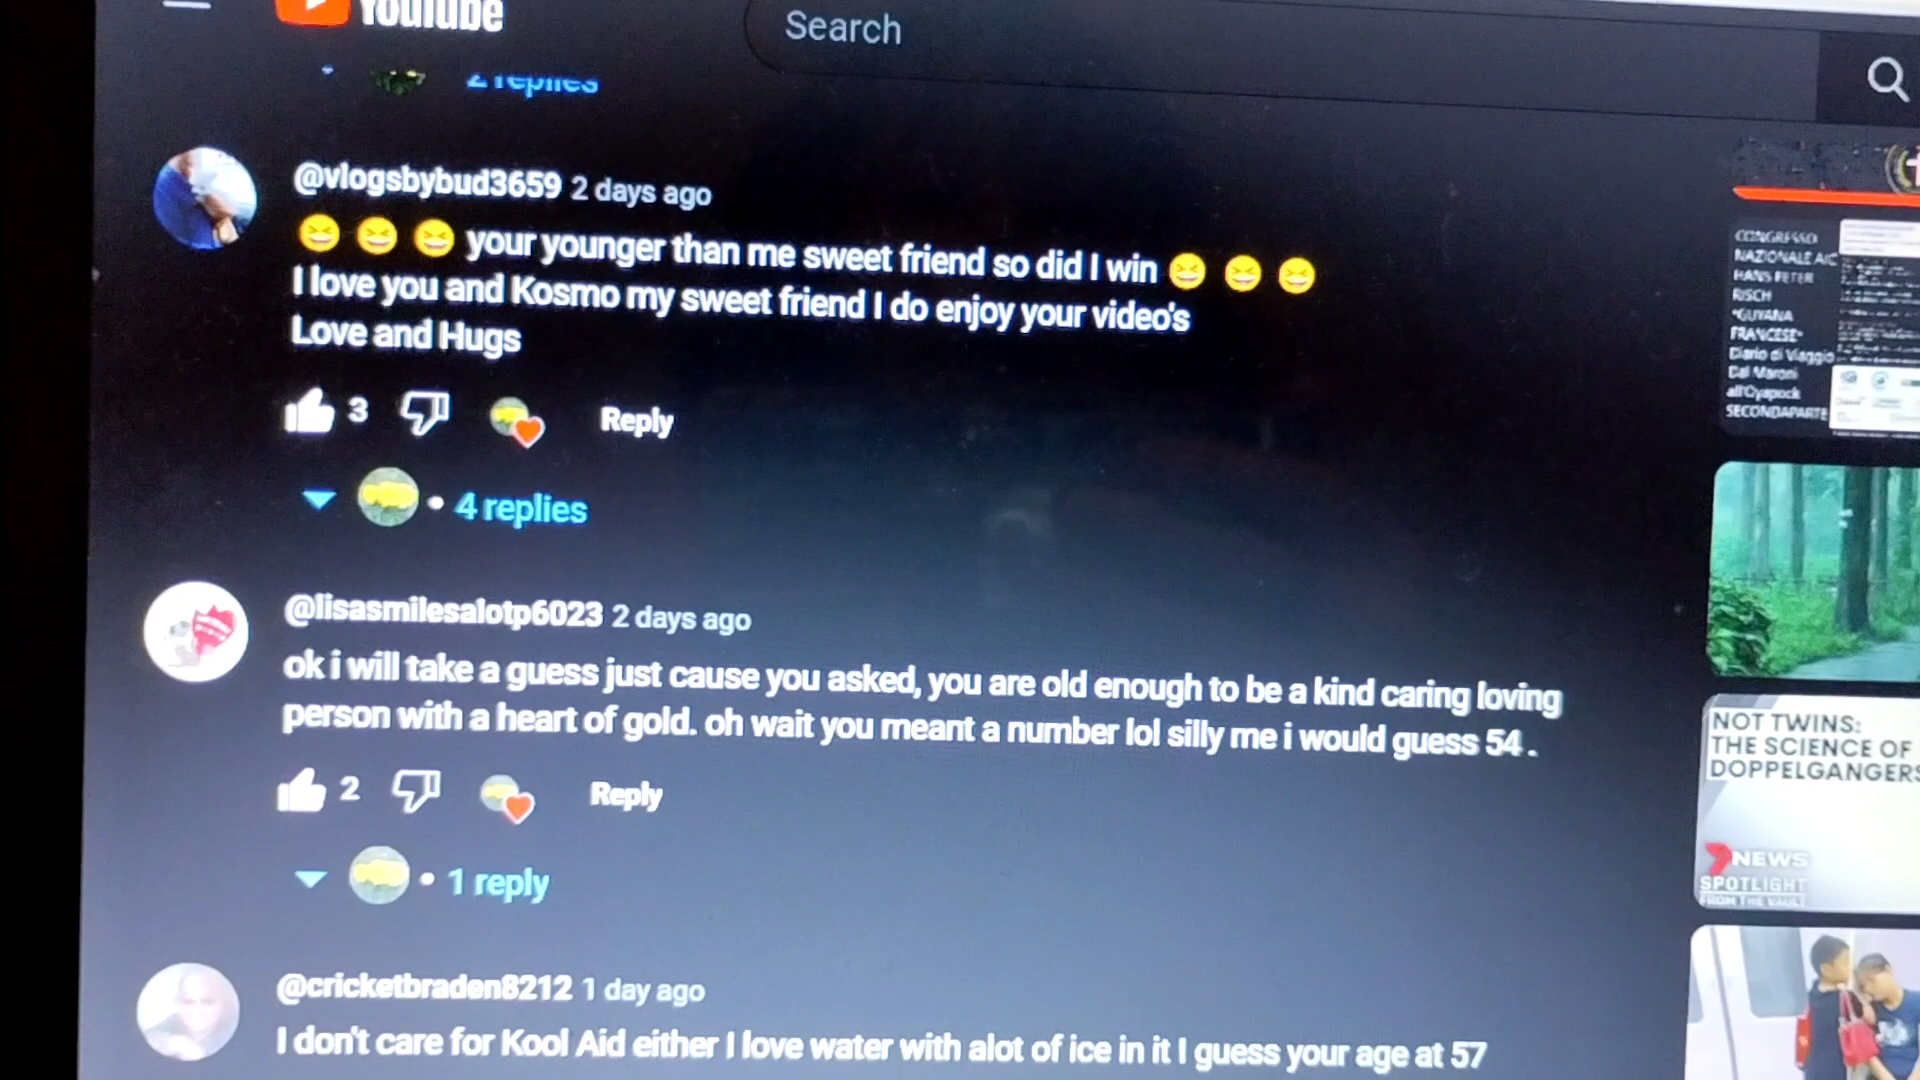 YouTube
Search
2 replies
@vlogsbybud3659 2 days ago
😆 😆 😆 your younger than me sweet friend so did I win 😆 😆 😆
I love you and Kosmo my sweet friend I do enjoy your video's
Love and Hugs
3 Reply
4 replies
@lisasmilesalotp6023 2 days ago
ok i will take a guess just cause you asked, you are old enough to be a kind caring loving
person with a heart of gold. oh wait you meant a number lol silly me i would guess 54 .
2 Reply
1 reply
@cricketbraden8212 1 day ago
I don't care for Kool Aid either I love water with alot of ice in it I guess your age at 57
CONGRESSO
NAZIONALE AIC
HANS PETER
RISCH
"GUYANA
FRANCESE"
Diario di Viaggio
Dal Maroni
all'Oyapock
SECONDA PARTE
NOT TWINS:
THE SCIENCE OF
DOPPELGANGERS
7NEWS
SPOTLIGHT
FROM THE VAULT